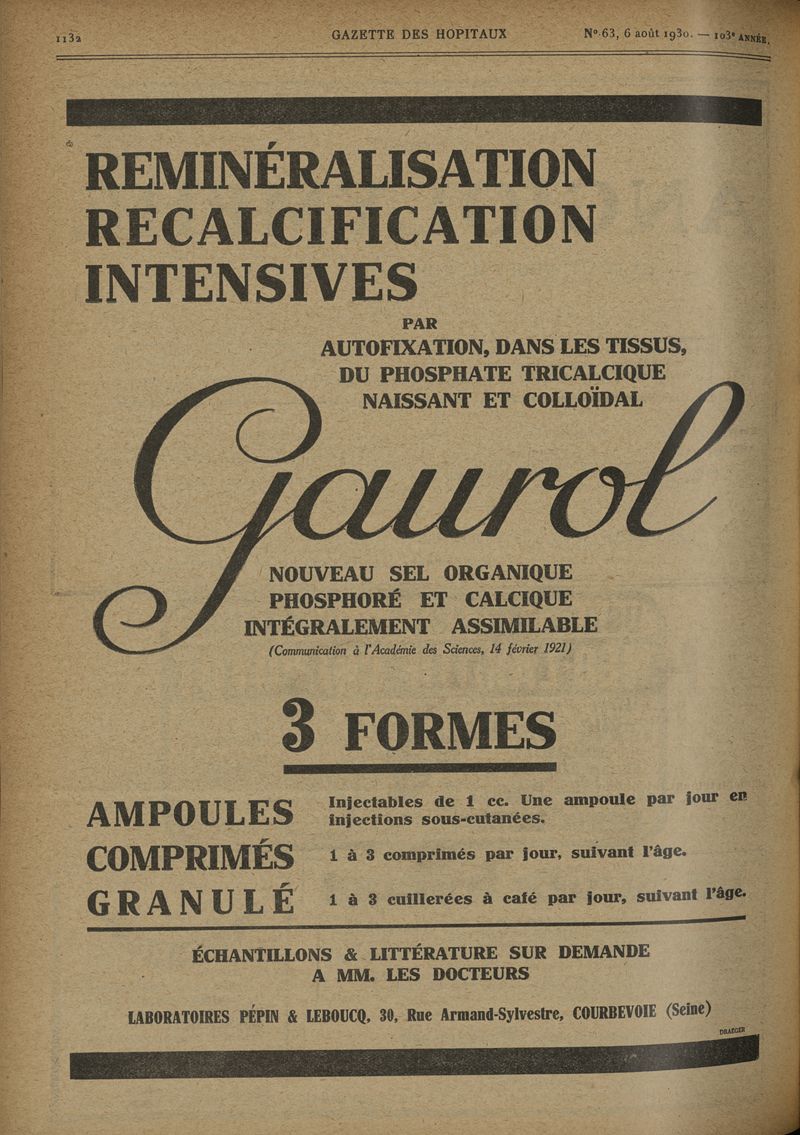 1132
GAZETTE DES HOPITAUX
N° 63, 6 août 1930. — 103e ANNÉE.
REMINÉRALISATION
RECALCIFICATION
INTENSIVES
PAR
AUTOFIXATION, DANS LES TISSUS,
DU PHOSPHATE TRICALCIQUE
NAISSANT ET COLLOÏDAL
Gaurol
NOUVEAU SEL ORGANIQUE
PHOSPHORÉ ET CALCIQUE
INTÉGRALEMENT ASSIMILABLE
(Communication à l'Académie des Sciences, 14 février 1921)
3 FORMES
AMPOULES
Injectables de 1 cc. Une ampoule par jour en
injections sous-cutanées.
COMPRIMÉS
1 à 3 comprimés par jour, suivant l'âge.
GRANULÉ
1 à 3 cuillerées à café par jour, suivant l'âge.
ÉCHANTILLONS & LITTÉRATURE SUR DEMANDE
A MM. LES DOCTEURS
LABORATOIRES PÉPIN & LEBOUCQ, 30, Rue Armand-Sylvestre, COURBEVOIE (Seine)
DRAEGER